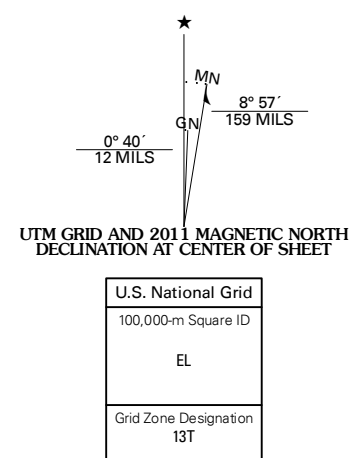 ★
MN
8° 57´
159 MILS
GN
0° 40´
12 MILS
UTM GRID AND 2011 MAGNETIC NORTH
DECLINATION AT CENTER OF SHEET
U.S. National Grid
100,000-m Square ID
EL
Grid Zone Designation
13T